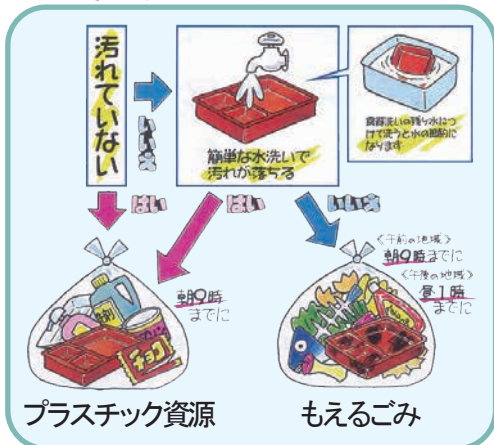 汚れていない
いいえ
簡単な水洗いで
汚れが落ちる
食器洗いの残り水につ
けて洗うと水の節約に
なります
はい
はい
いいえ
朝9時
までに
〈午前の地域〉
朝9時までに
〈午後の地域〉
昼1時
までに
チョコ
プラスチック資源
もえるごみ